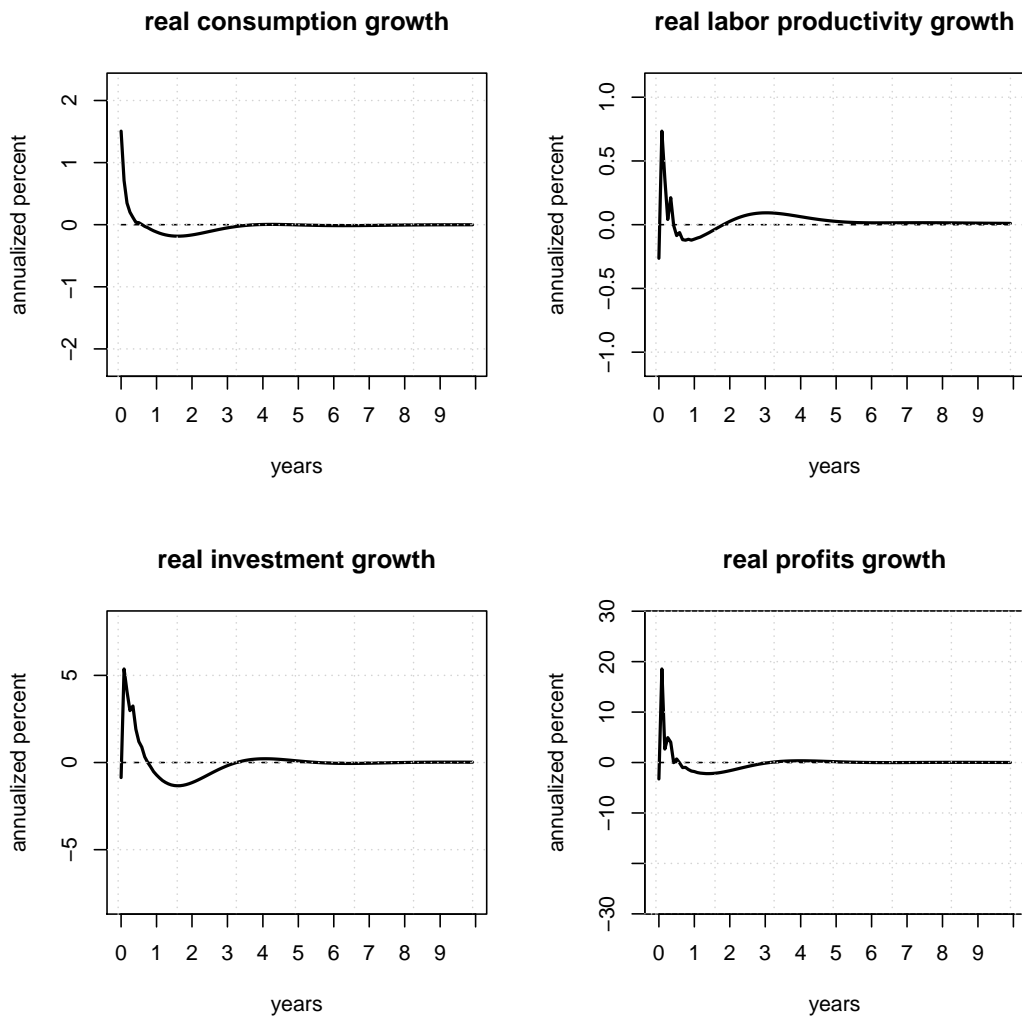 real consumption growth
annualized percent
2
1
0
−1
−2
0 1 2 3 4 5 6 7 8 9
years
real labor productivity growth
annualized percent
1.0
0.5
0.0
−0.5
−1.0
0 1 2 3 4 5 6 7 8 9
years
real investment growth
annualized percent
5
0
−5
0 1 2 3 4 5 6 7 8 9
years
real profits growth
annualized percent
30
20
10
0
−10
−30
0 1 2 3 4 5 6 7 8 9
years